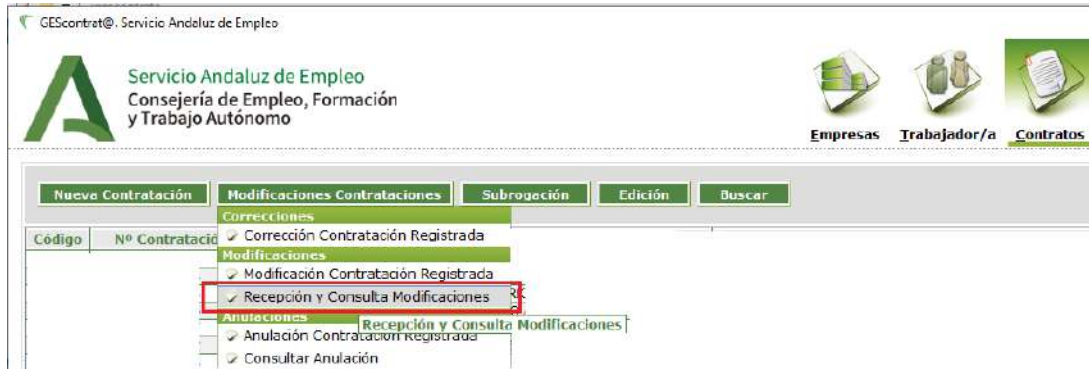 GEScontrat@. Servicio Andaluz de Empleo
Servicio Andaluz de Empleo
Consejería de Empleo, Formación
y Trabajo Autónomo
Empresas Trabajador/a Contratos
Nueva Contratación Modificaciones Contrataciones Subrogación Edición Buscar
Correcciones
Código Nº Contratació Corrección Contratación Registrada
Modificaciones
Modificación Contratación Registrada
Recepción y Consulta Modificaciones
Anulaciones
Recepción y Consulta Modificaciones
Anulación Contratación Registrada
Consultar Anulación